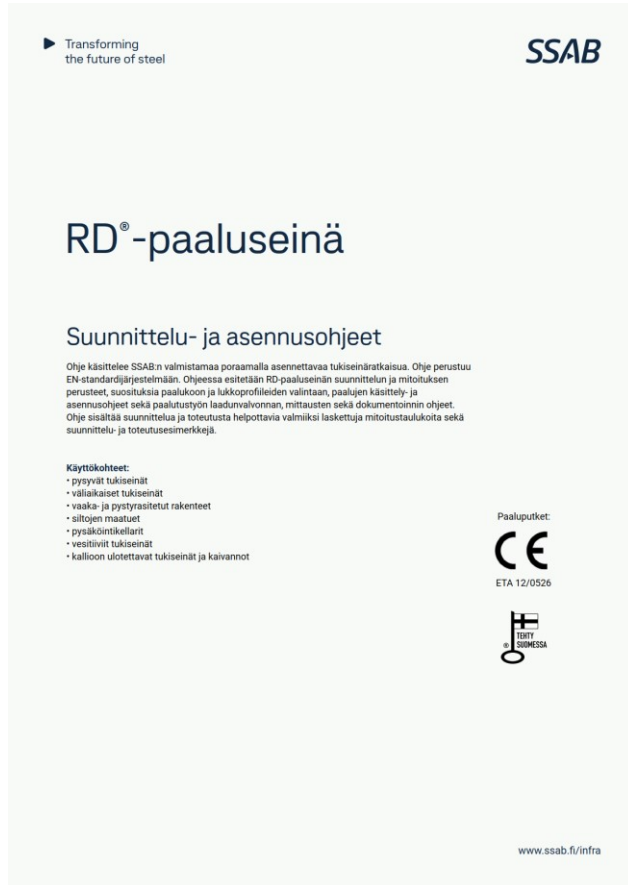 Transforming
the future of steel
SSAB
RD®-paaluseinä
Suunnittelu- ja asennusohjeet
Ohje käsittelee SSAB:n valmistamaa poraamalla asennettavaa tukiseinäratkaisua. Ohje perustuu
EN-standardijärjestelmään. Ohjeessa esitetään RD-paaluseinän suunnittelun ja mitoituksen
perusteet, suosituksia paalukoon ja lukkoprofiileiden valintaan, paalujen käsittely- ja
asennusohjeet sekä paalutustyön laadunvalvonnan, mittausten sekä dokumentoinnin ohjeet.
Ohje sisältää suunnittelua ja toteutusta helpottavia valmiiksi laskettuja mitoitustaulukoita sekä
suunnittelu- ja toteutusesimerkkejä.
Käyttökohteet:
• pysyvät tukiseinät
• väliaikaiset tukiseinät
• vaaka- ja pystyrasitetut rakenteet
• siltojen maatuet
• pysäköintikellarit
• vesitiiviit tukiseinät
• kallioon ulotettavat tukiseinät ja kaivannot
Paaluputket:
CE
ETA 12/0526
TEHTY
® SUOMESSA
www.ssab.fi/infra